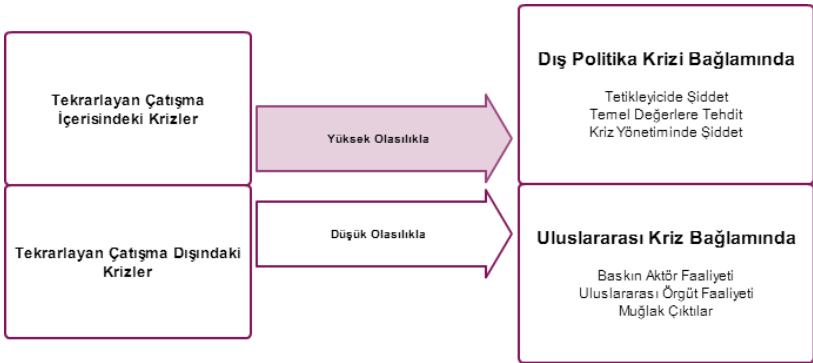 Tekrarlayan Çatışma
İçerisindeki Krizler
Tekrarlayan Çatışma Dışındaki
Krizler
Yüksek Olasılıkla
Düşük Olasılıkla
Dış Politika Krizi Bağlamında
Tetikleyicide Şiddet
Temel Değerlere Tehdit
Kriz Yönetiminde Şiddet
Uluslararası Kriz Bağlamında
Baskın Aktör Faaliyeti
Uluslararası Örgüt Faaliyeti
Muğlak Çıktılar